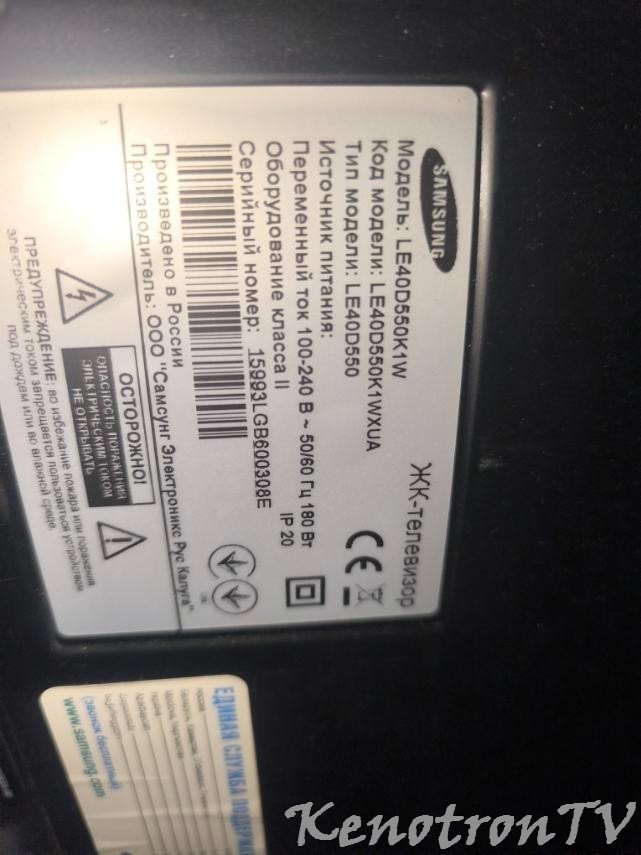 SAMSUNG
ЖК-телевизор
Модель: LE40D550K1W
Код модели: LE40D550K1WXUA
Тип модели: LE40D550
Источник питания:
Переменный ток 100-240 В ~ 50/60 Гц 180 Вт
Оборудование класса II
IP 20
Серийный номер: 15993LGB600308E
Произведено в России
Производитель: ООО "Самсунг Электроникс Рус Калуга"
ОСТОРОЖНО!
ОПАСНОСТЬ ПОРАЖЕНИЯ
ЭЛЕКТРИЧЕСКИМ ТОКОМ
НЕ ОТКРЫВАТЬ
ПРЕДУПРЕЖДЕНИЕ: во избежание пожара или поражения
электрическим током запрещается пользоваться устройством
под дождем или во влажной среде.
ЕДИНАЯ СЛУЖБА ПОДДЕРЖК
(звонок бесплатный)
www.samsung.com
KenotronTV